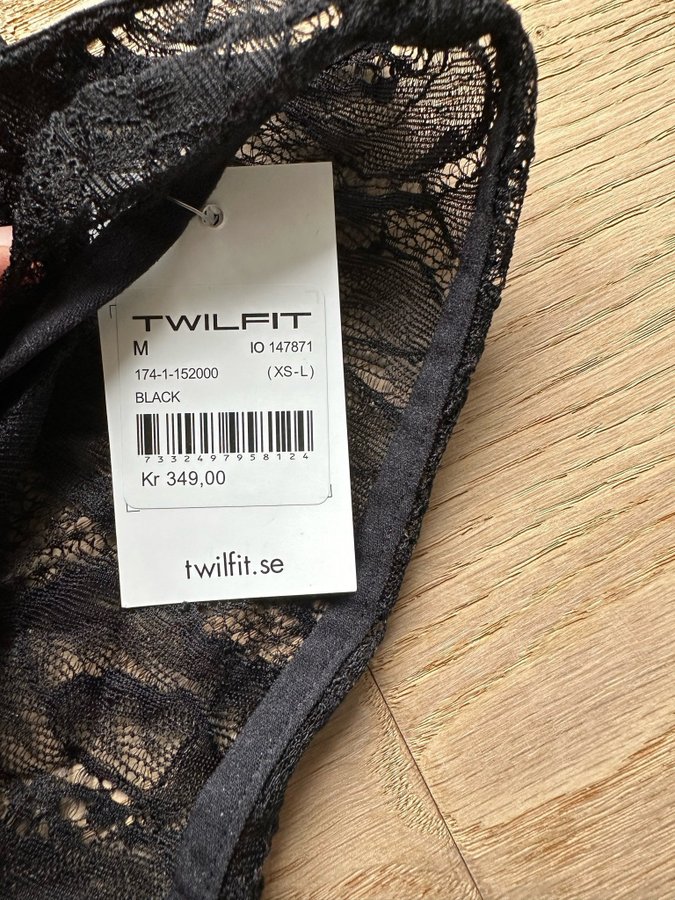 TWILFIT
M IO 147871
174-1-152000 (XS-L)
BLACK
7332497958124
Kr 349,00
twilfit.se